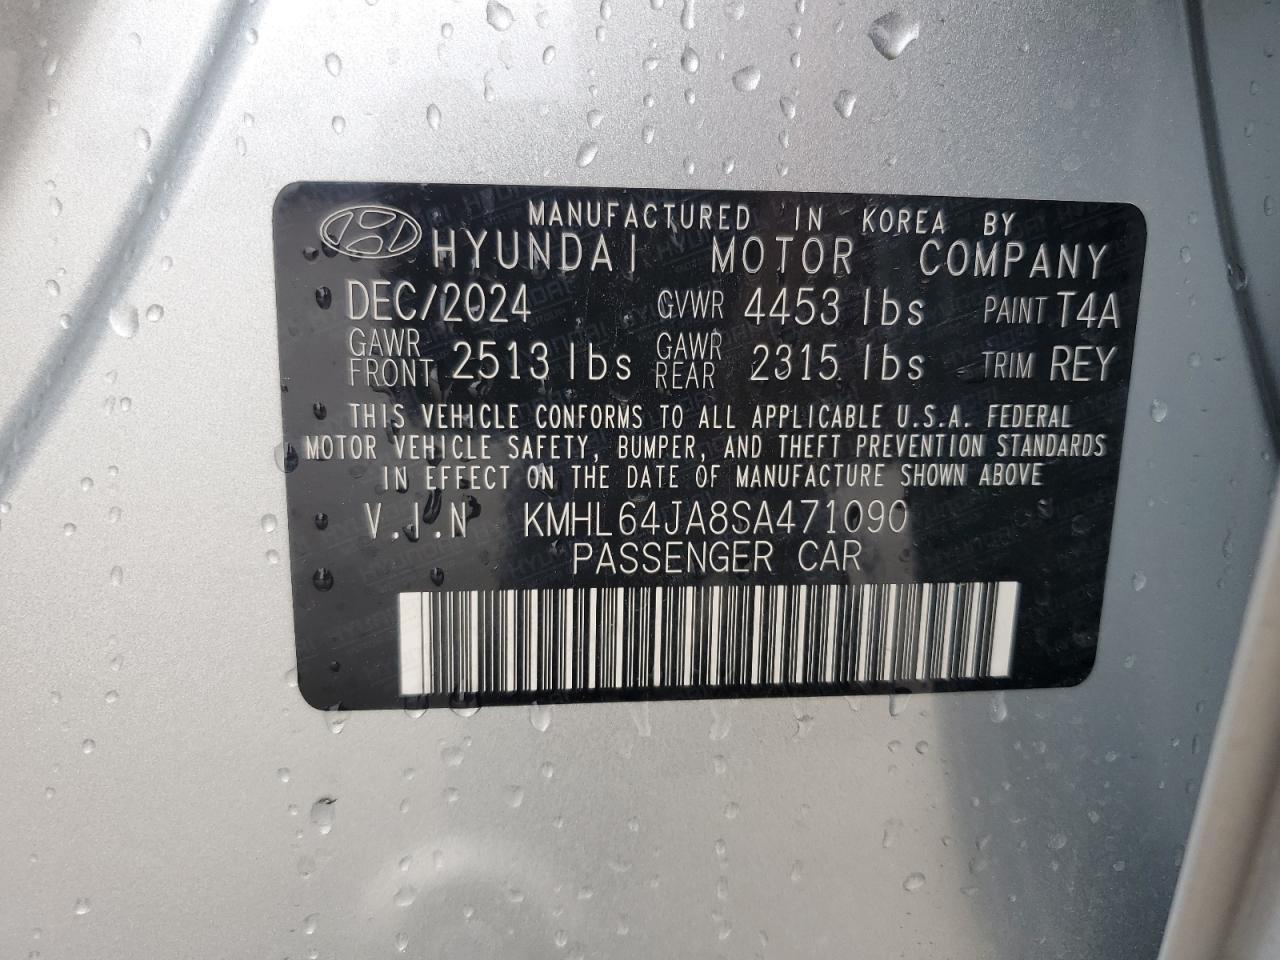 MANUFACTURED IN KOREA BY
HYUNDAI MOTOR COMPANY
DEC/2024 GVWR 4453 lbs PAINT T4A
GAWR FRONT 2513 lbs GAWR REAR 2315 lbs TRIM REY
THIS VEHICLE CONFORMS TO ALL APPLICABLE U.S.A. FEDERAL
MOTOR VEHICLE SAFETY, BUMPER, AND THEFT PREVENTION STANDARDS
IN EFFECT ON THE DATE OF MANUFACTURE SHOWN ABOVE
V.I.N KMHL64JA8SA471090
PASSENGER CAR